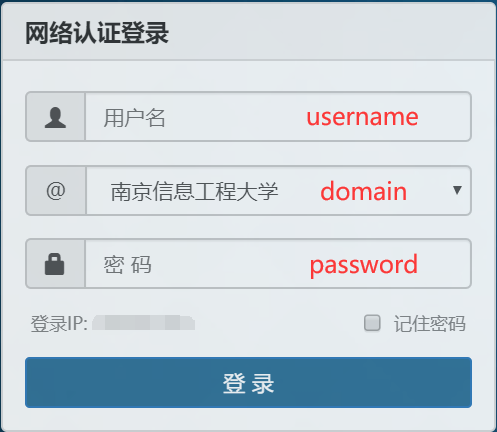 网络认证登录
用户名 username
@ 南京信息工程大学 domain
密 码 password
登录IP: 记住密码
登 录